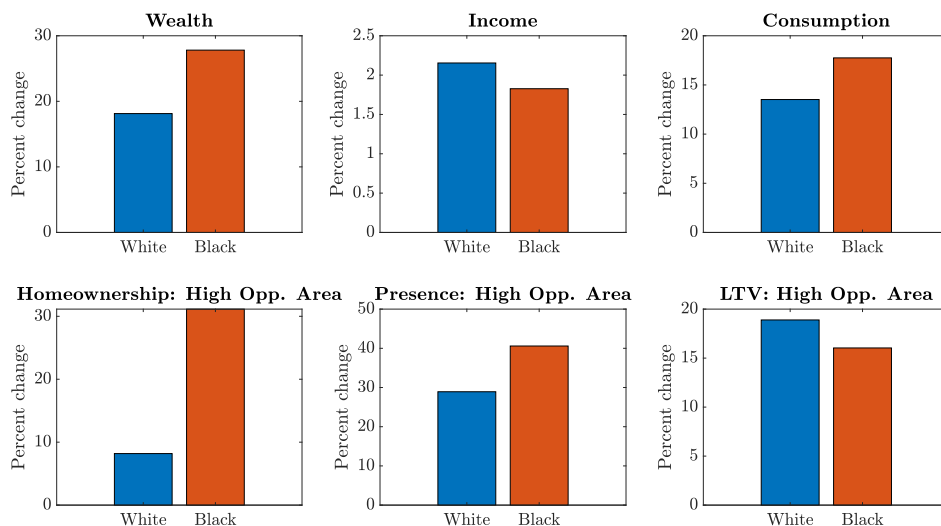 Wealth
Percent change
30
20
10
0
White Black
Income
Percent change
2.5
2
1.5
1
0.5
0
White Black
Consumption
Percent change
20
15
10
5
0
White Black
Homeownership: High Opp. Area
Percent change
30
20
10
0
White Black
Presence: High Opp. Area
Percent change
50
40
30
20
10
0
White Black
LTV: High Opp. Area
Percent change
20
15
10
5
0
White Black